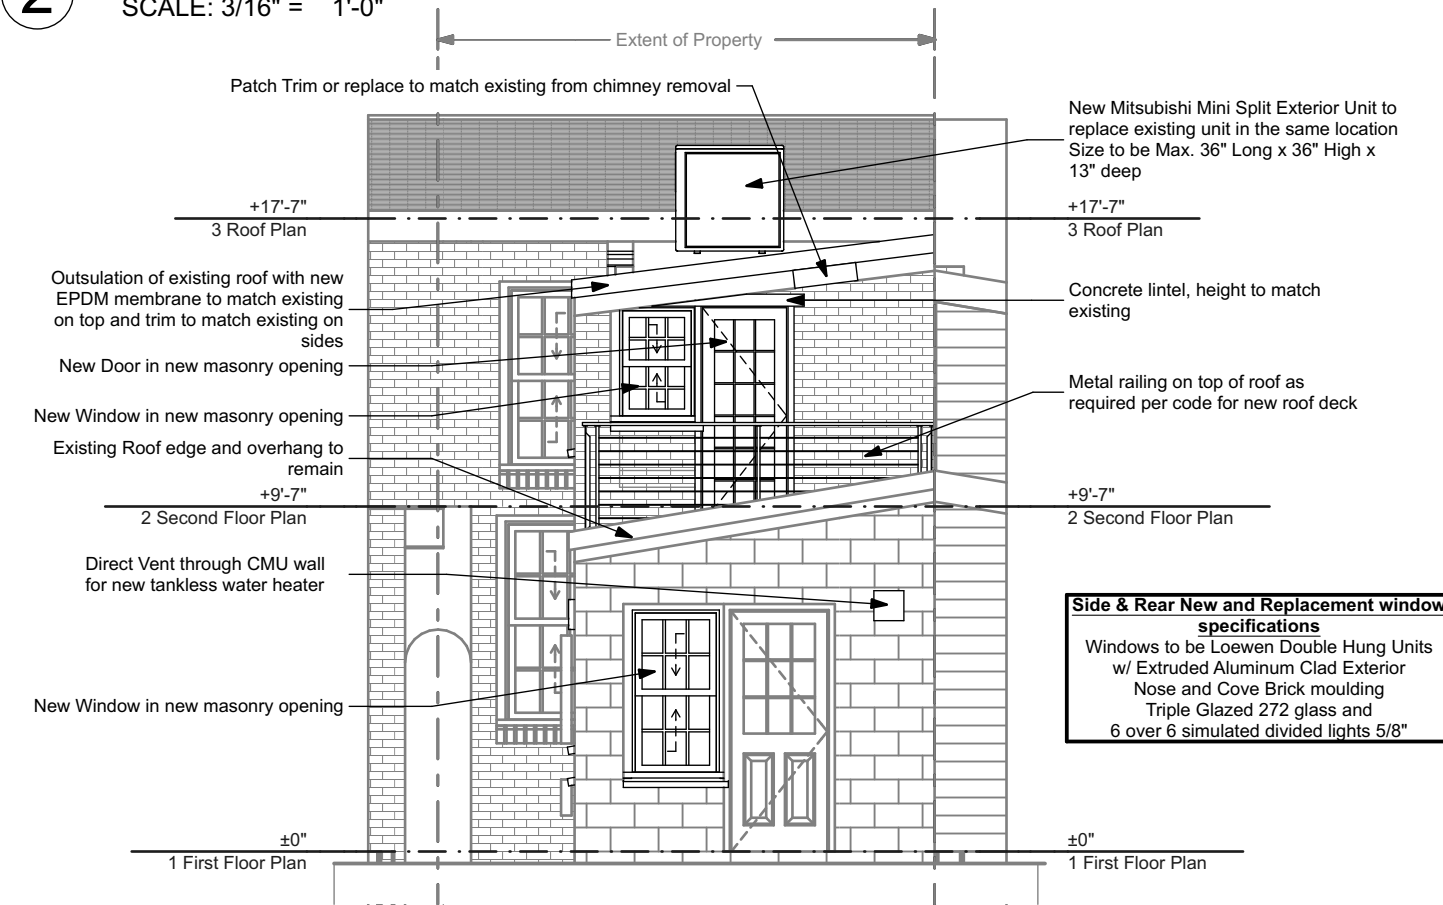 2
SCALE: 3/16" = 1'-0"
Extent of Property
Patch Trim or replace to match existing from chimney removal
New Mitsubishi Mini Split Exterior Unit to
replace existing unit in the same location
Size to be Max. 36" Long x 36" High x
13" deep
+17'-7"
3 Roof Plan
+17'-7"
3 Roof Plan
Outsulation of existing roof with new
EPDM membrane to match existing
on top and trim to match existing on
sides
Concrete lintel, height to match
existing
New Door in new masonry opening
New Window in new masonry opening
Metal railing on top of roof as
required per code for new roof deck
Existing Roof edge and overhang to
remain
+9'-7"
2 Second Floor Plan
+9'-7"
2 Second Floor Plan
Direct Vent through CMU wall
for new tankless water heater
Side & Rear New and Replacement window
specifications
Windows to be Loewen Double Hung Units
w/ Extruded Aluminum Clad Exterior
Nose and Cove Brick moulding
Triple Glazed 272 glass and
6 over 6 simulated divided lights 5/8"
New Window in new masonry opening
±0"
1 First Floor Plan
±0"
1 First Floor Plan